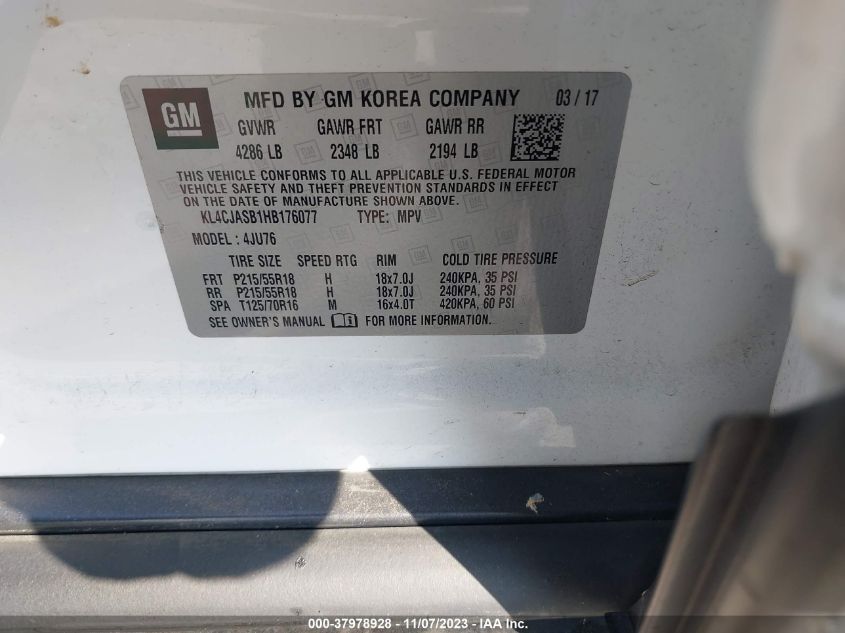 GM MFD BY GM KOREA COMPANY 03 / 17
GVWR GAWR FRT GAWR RR
4286 LB 2348 LB 2194 LB
THIS VEHICLE CONFORMS TO ALL APPLICABLE U.S. FEDERAL MOTOR
VEHICLE SAFETY AND THEFT PREVENTION STANDARDS IN EFFECT
ON THE DATE OF MANUFACTURE SHOWN ABOVE.
KL4CJASB1HB176077 TYPE: MPV
MODEL : 4JU76
TIRE SIZE SPEED RTG RIM COLD TIRE PRESSURE
FRT P215/55R18 H 18x7.0J 240KPA, 35 PSI
RR P215/55R18 H 18x7.0J 240KPA, 35 PSI
SPA T125/70R16 M 16x4.0T 420KPA, 60 PSI
SEE OWNER'S MANUAL FOR MORE INFORMATION.
000-37978928 - 11/07/2023 - IAA Inc.